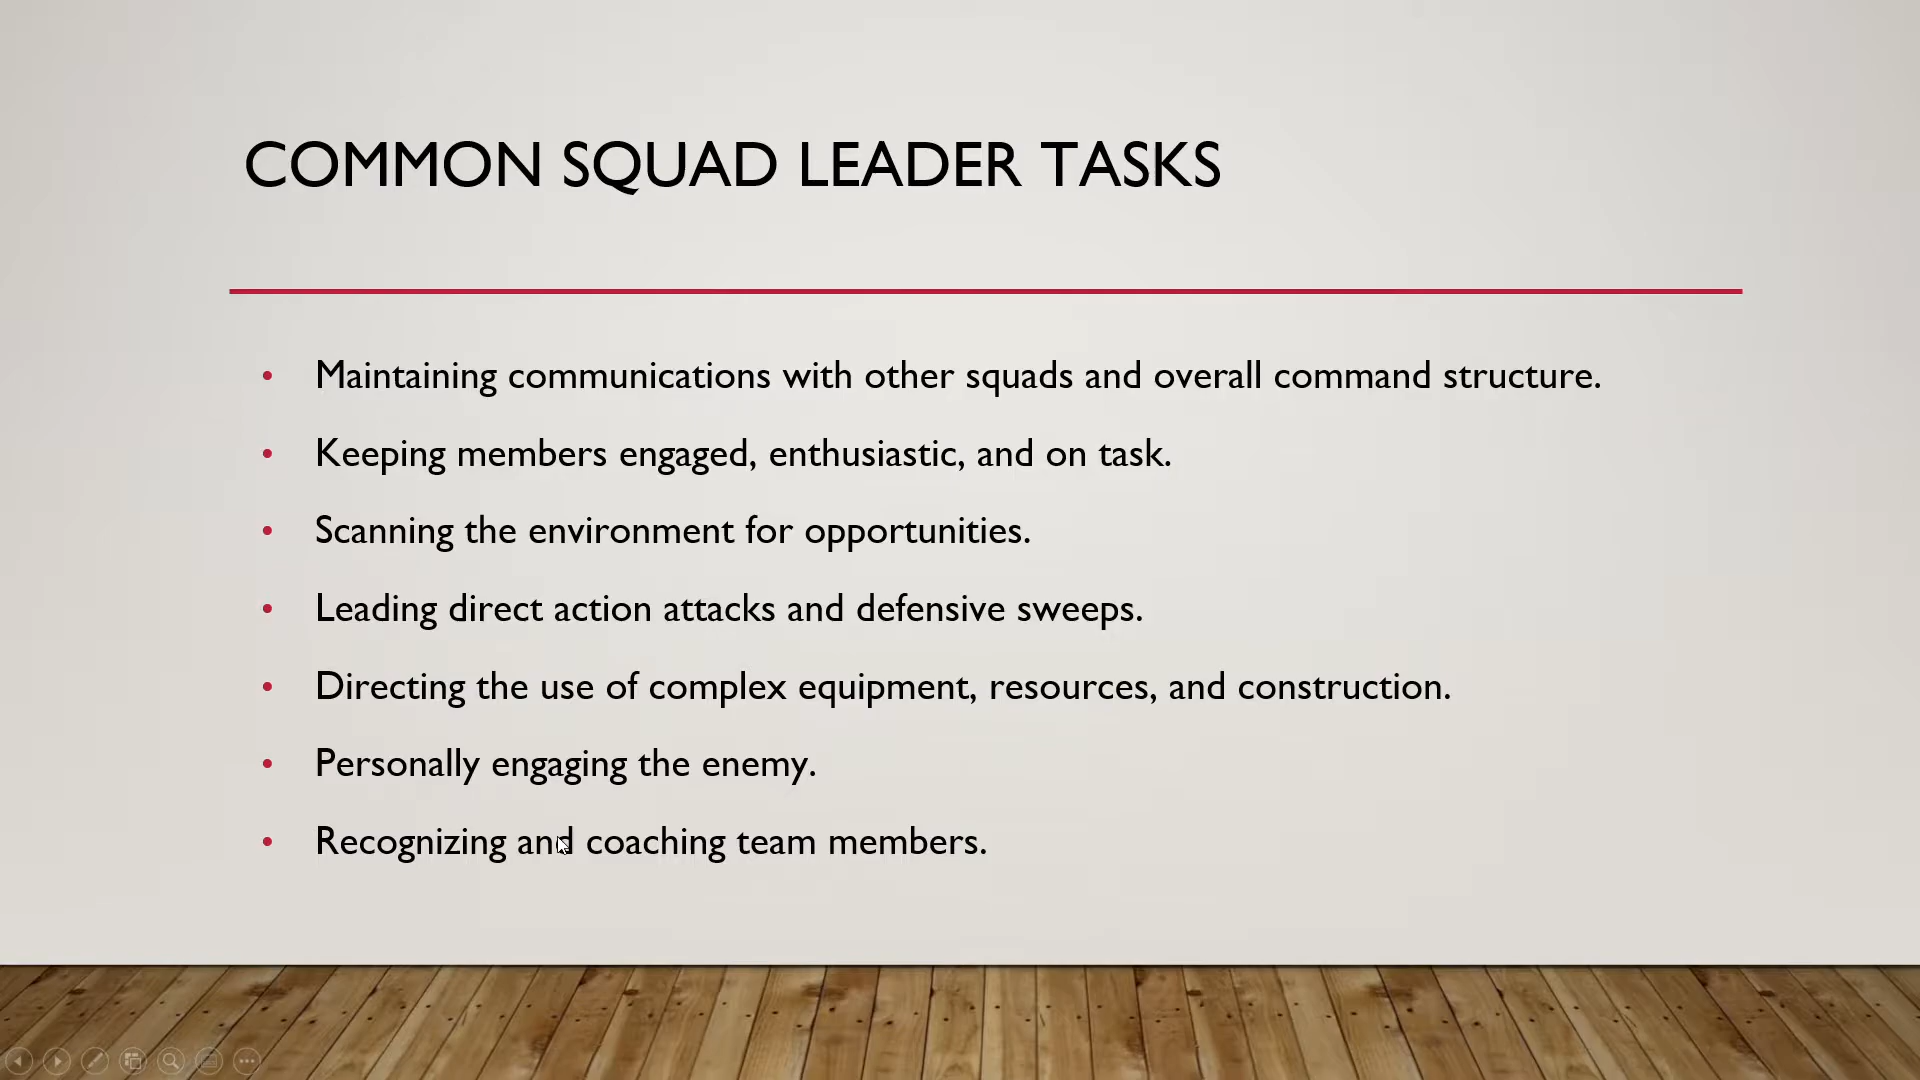 COMMON SQUAD LEADER TASKS
• Maintaining communications with other squads and overall command structure.
• Keeping members engaged, enthusiastic, and on task.
• Scanning the environment for opportunities.
• Leading direct action attacks and defensive sweeps.
• Directing the use of complex equipment, resources, and construction.
• Personally engaging the enemy.
• Recognizing and coaching team members.